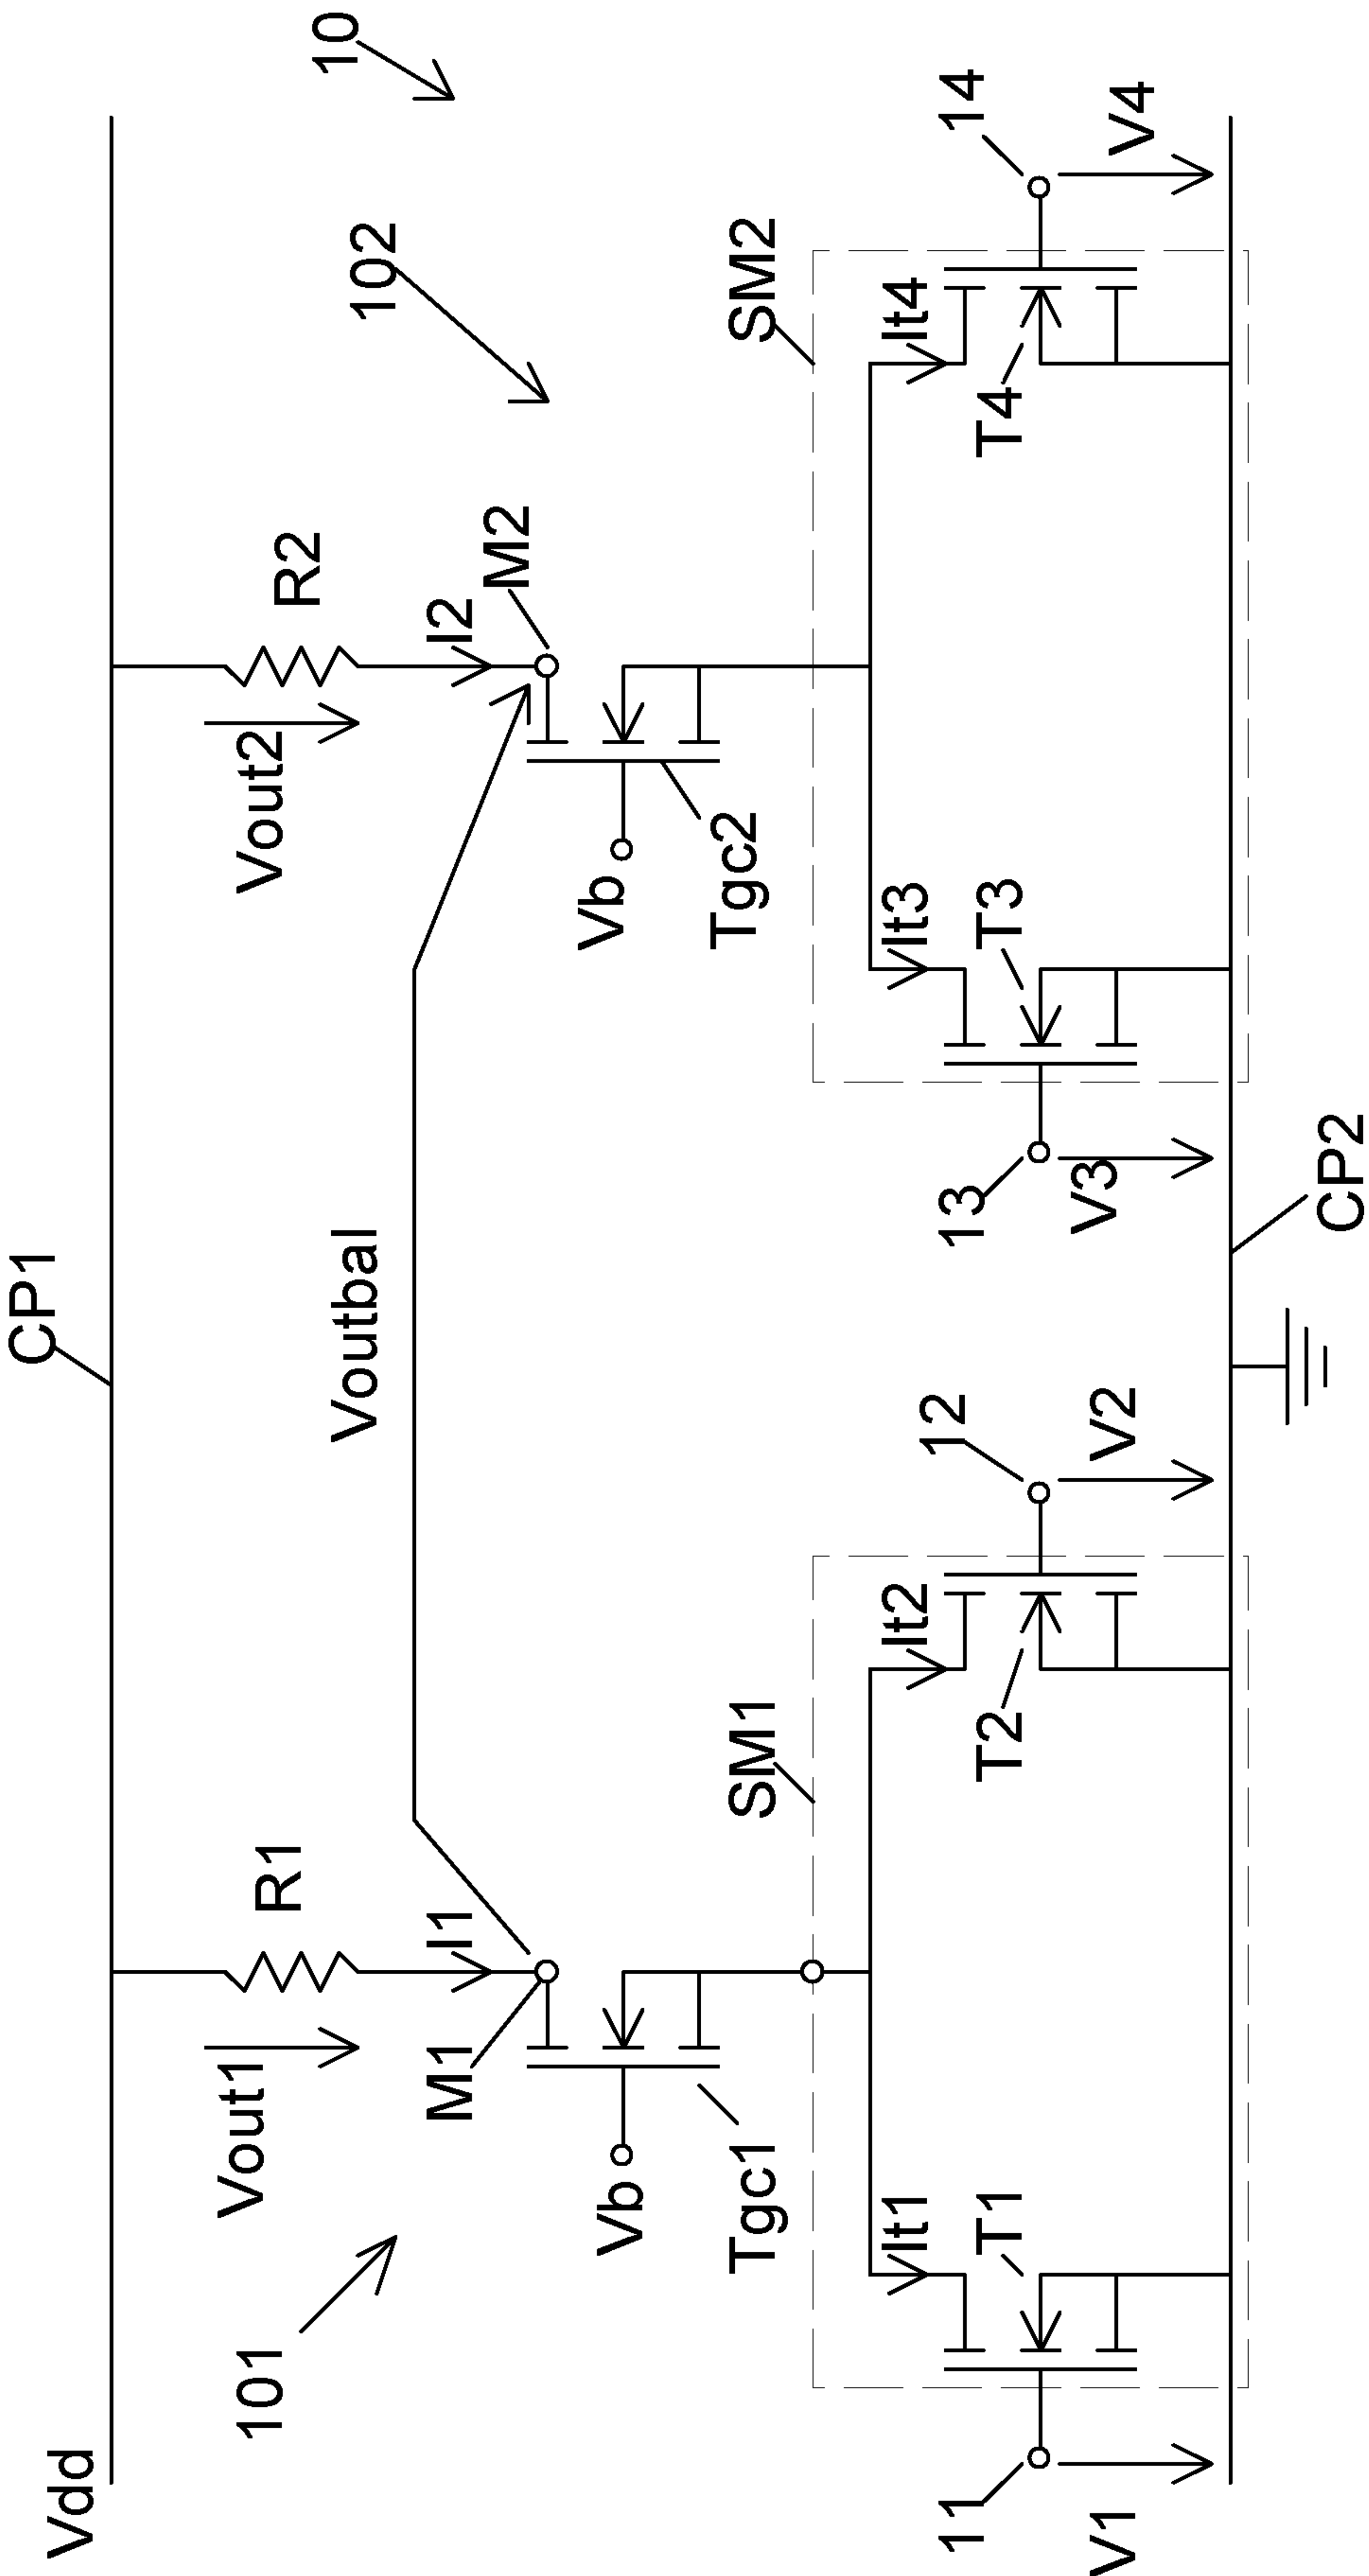 CP1
Vdd
10
102
R1
R2
Vout1
Vout2
101
Voutbal
I1
I2
M1
M2
Vb
Vb
Tgc1
Tgc2
SM1
SM2
It1
It2
It3
It4
11
T1
T2
12
13
T3
T4
14
V1
V2
V3
V4
CP2